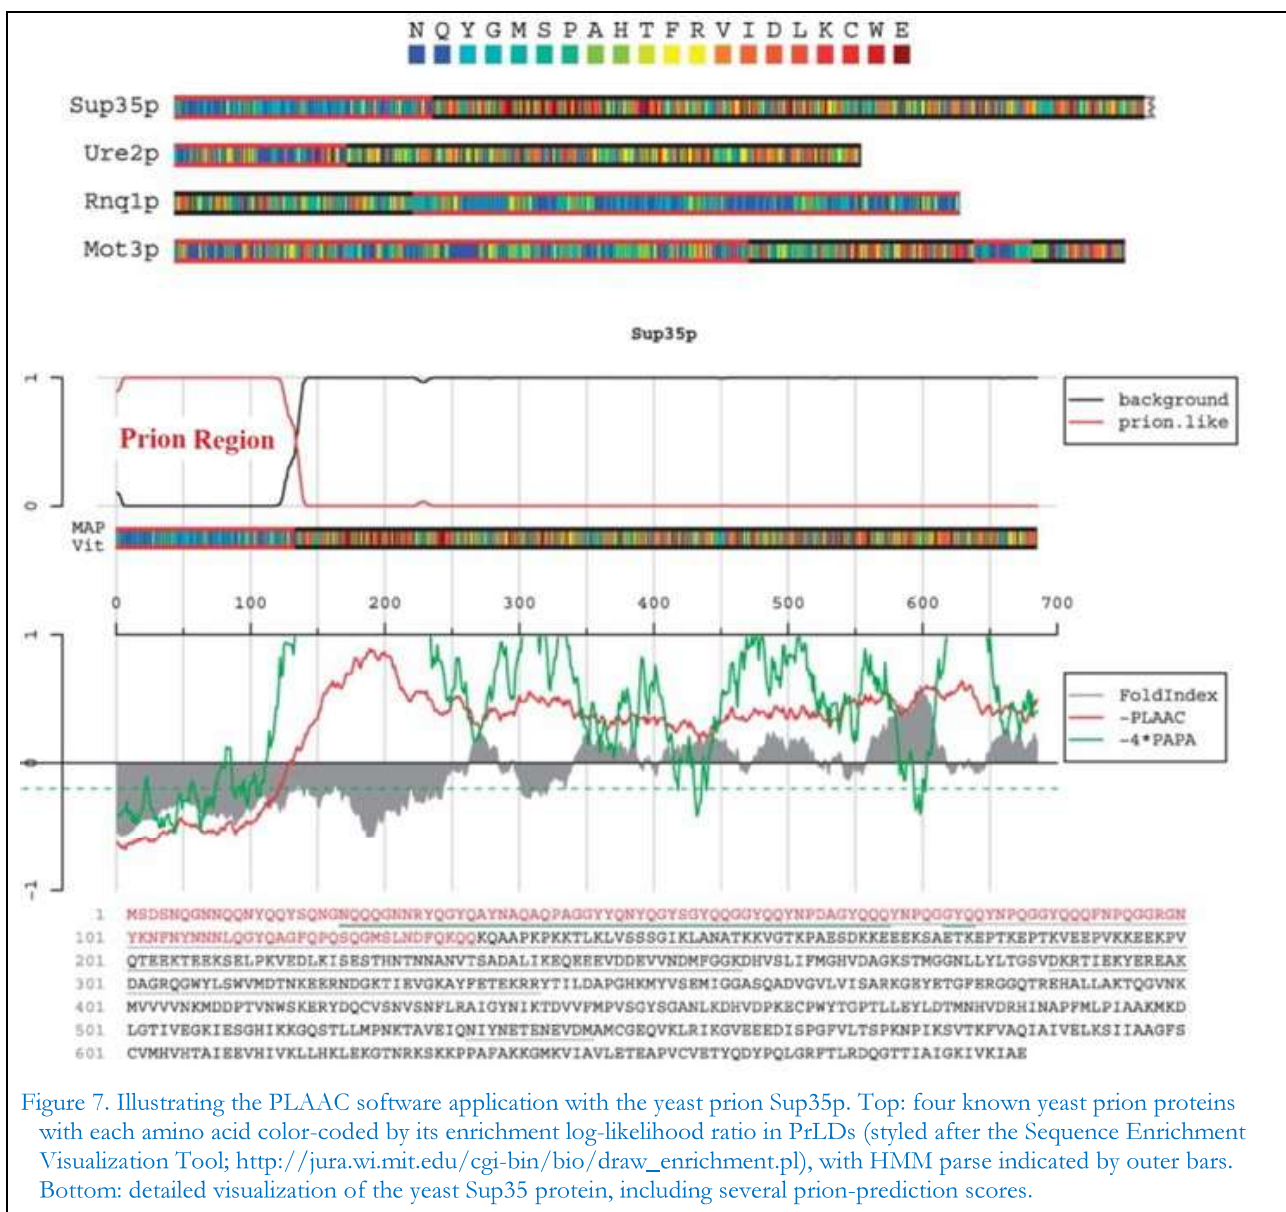 N Q Y G M S P A H T F R V I D L K C W E
Sup35p
Ure2p
Rnq1p
Mot3p
Sup35p
1
0
Prion Region
background
prion.like
MAP
Vit
0 100 200 300 400 500 600 700
1
0
-1
FoldIndex
-PLAAC
-4*PAPA
1 MSDSNQGNNQQNYQQYSQNGNQQQGNNRYQGYQAYNAQAQPAGGYYQNYQGYSGYQQGGYQQYNPDAGYQQQYNPQGGYQQYNPQGGYQQQFNPQGGRGN
101 YKNFNYNNNLQGYQAGFQPQSQGMSLNDFQKQQKQAAPKPKKTLKLVSSSGIKLANATKKVGTKPAESDKKEEEKSAETKEPTKEPTKVEEPVKKEEKPV
201 QTEEKTEEKSELPKVEDLKISESTHNTNNANVTSADALIKEQEEEVDDEVVNDMFGGKDHVSLIFMGHVDAGKSTMGGNLLYLTGSVDKRTIEKYEREAK
301 DAGRQGWYLSWVMDTNKEERNDGKTIEVGKAYFETEKRRYTILDAPGHKMYVSEMIGGASQADVGVLVISARKGEYETGFERGGQTREHALLAKTQGVNK
401 MVVVVNKMDDPTVNWSKERYDQCVSNVSNFLRAIGYNIKTDVVFMPVSGYSGANLKDHVDPKECPWYTGPTLLEYLDTMNHVDRHINAPFMLPIAAKMKD
501 LGTIVEGKIESGHIKKGQSTLLMPNKTAVEIQNIYNETENEVDMAMCGEQVKLRIKGVEEEDISPGFVLTSPKNPIKSVTKFVAQIAIVELKSIIAAGFS
601 CVMHVHTAIEEVHIVKLLHKLEKGTNRKSKKPPAFAKKGMKVIAVLETEAPVCVETYQDYPQLGRFTLRDQGTTIAIGKIVKIAE
Figure 7. Illustrating the PLAAC software application with the yeast prion Sup35p. Top: four known yeast prion proteins
with each amino acid color-coded by its enrichment log-likelihood ratio in PrLDs (styled after the Sequence Enrichment
Visualization Tool; http://jura.wi.mit.edu/cgi-bin/bio/draw_enrichment.pl), with HMM parse indicated by outer bars.
Bottom: detailed visualization of the yeast Sup35 protein, including several prion-prediction scores.